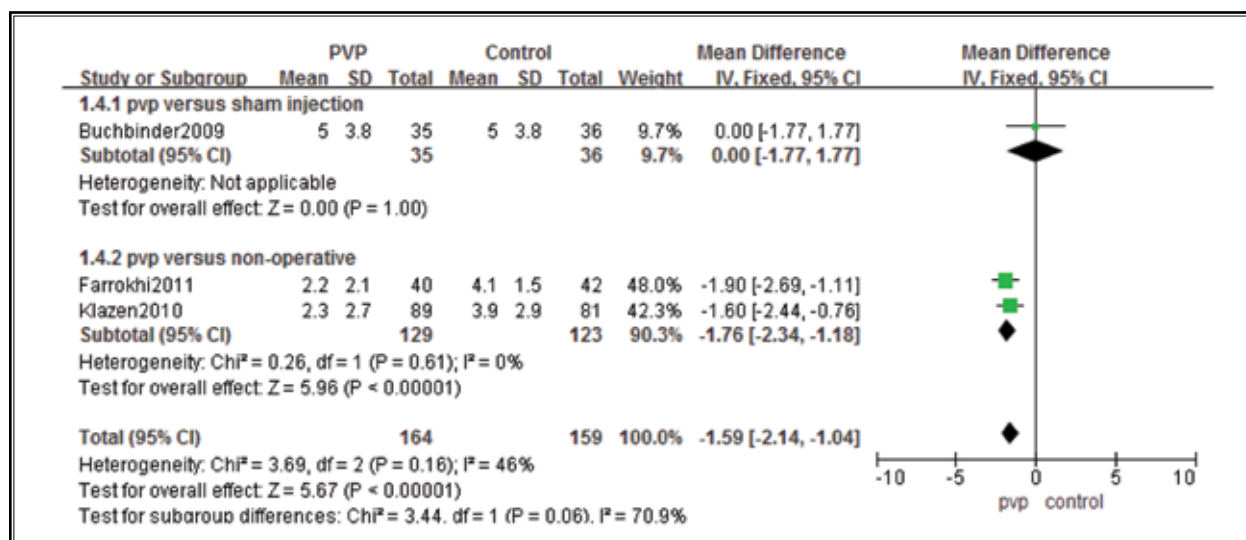 PVP Control Mean Difference Mean Difference
Study or Subgroup Mean SD Total Mean SD Total Weight IV, Fixed, 95% CI IV, Fixed, 95% CI
1.4.1 pvp versus sham injection
Buchbinder2009 5 3.8 35 5 3.8 36 9.7% 0.00 [-1.77, 1.77]
Subtotal (95% CI) 35 36 9.7% 0.00 [-1.77, 1.77]
Heterogeneity: Not applicable
Test for overall effect: Z = 0.00 (P = 1.00)
1.4.2 pvp versus non-operative
Farrokhi2011 2.2 2.1 40 4.1 1.5 42 48.0% -1.90 [-2.69, -1.11]
Klazen2010 2.3 2.7 89 3.9 2.9 81 42.3% -1.60 [-2.44, -0.76]
Subtotal (95% CI) 129 123 90.3% -1.76 [-2.34, -1.18]
Heterogeneity: Chi² = 0.26, df = 1 (P = 0.61); I² = 0%
Test for overall effect: Z = 5.96 (P < 0.00001)
Total (95% CI) 164 159 100.0% -1.59 [-2.14, -1.04]
Heterogeneity: Chi² = 3.69, df = 2 (P = 0.16); I² = 46%
Test for overall effect: Z = 5.67 (P < 0.00001)
Test for subgroup differences: Chi² = 3.44, df = 1 (P = 0.06), I² = 70.9%
-10 -5 0 5 10
pvp control